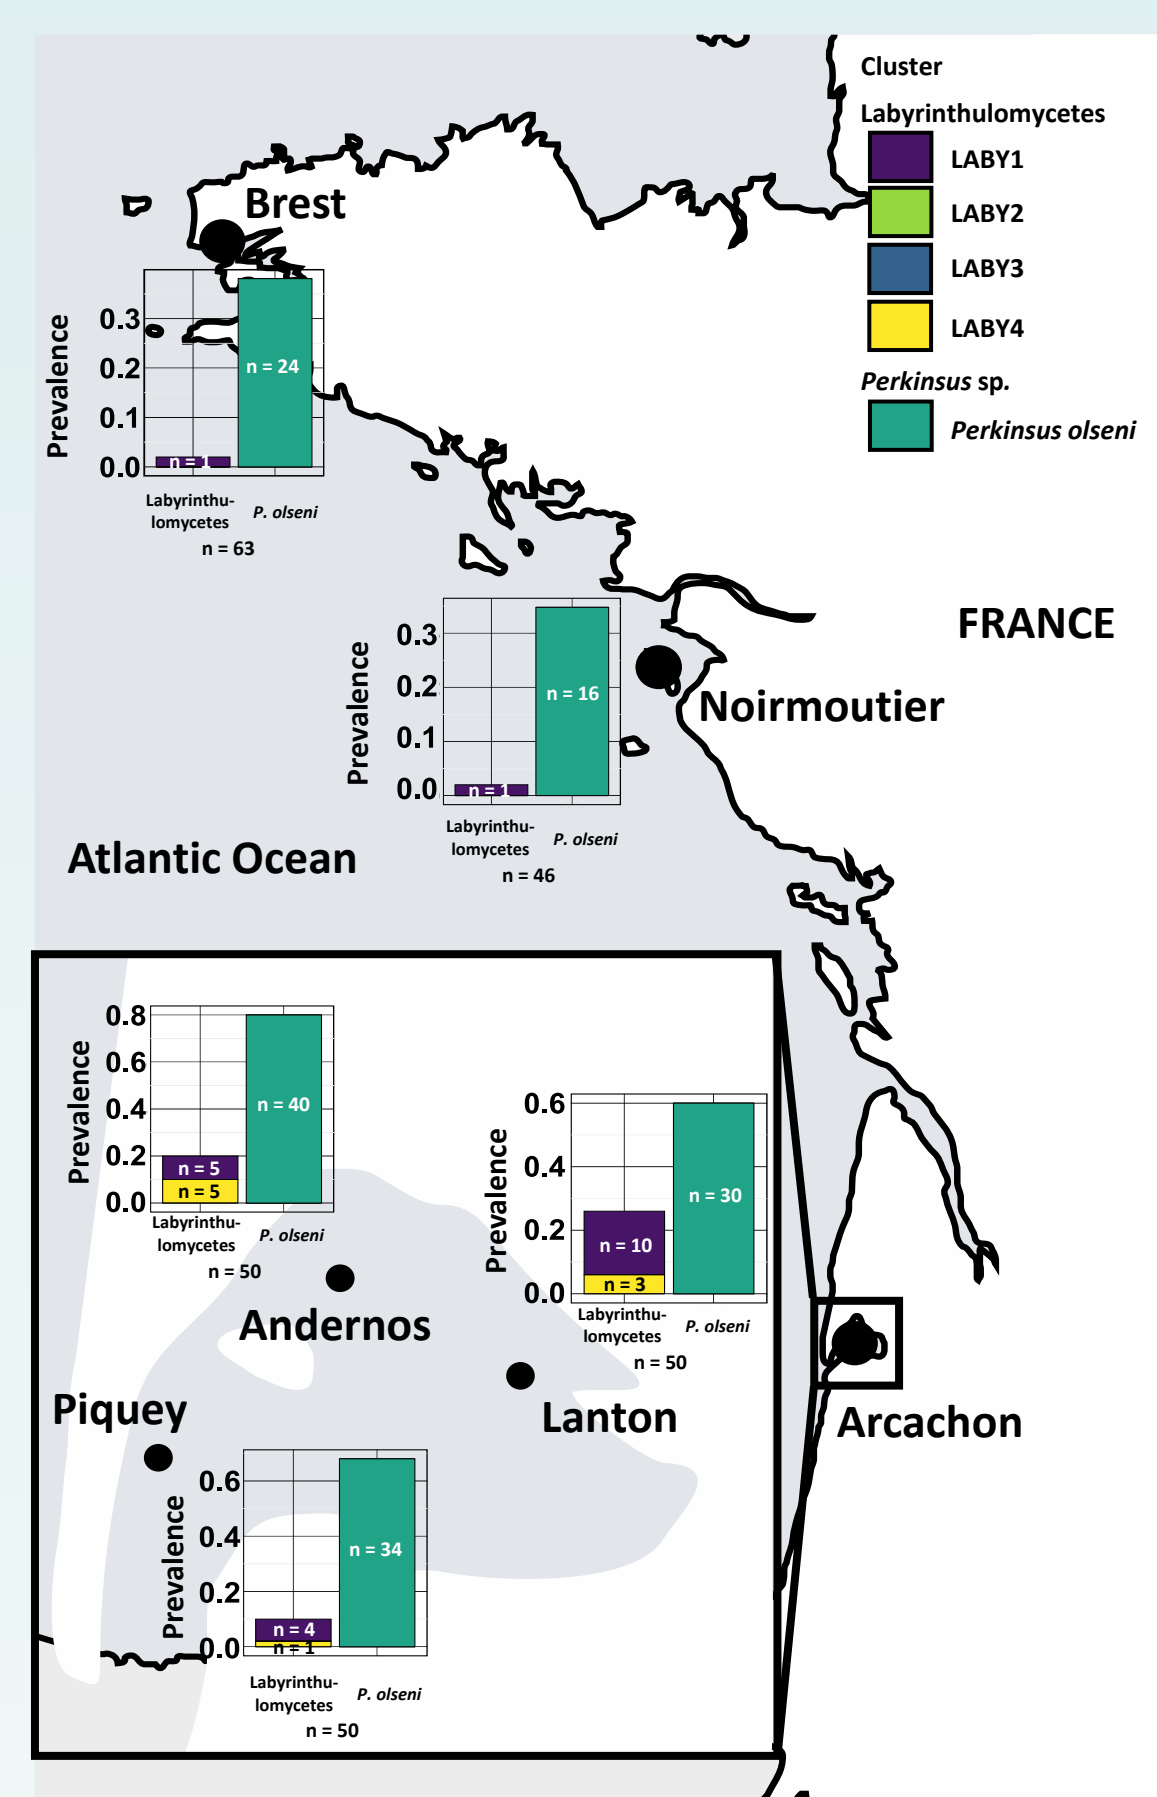 Cluster
Labyrinthulomycetes
LABY1
LABY2
LABY3
LABY4
Perkinsus sp.
Perkinsus olseni
Brest
Prevalence
0.3
0.2
0.1
0.0
n = 24
n = 1
Labyrinthu-
lomycetes
P. olseni
n = 63
FRANCE
Noirmoutier
Prevalence
0.3
0.2
0.1
0.0
n = 16
n = 1
Labyrinthu-
lomycetes
P. olseni
n = 46
Atlantic Ocean
Prevalence
0.8
0.6
0.4
0.2
0.0
n = 40
n = 5
n = 5
Labyrinthu-
lomycetes
P. olseni
n = 50
Andernos
Prevalence
0.6
0.4
0.2
0.0
n = 30
n = 10
n = 3
Labyrinthu-
lomycetes
P. olseni
n = 50
Lanton
Arcachon
Piquey
Prevalence
0.6
0.4
0.2
0.0
n = 34
n = 4
n = 1
Labyrinthu-
lomycetes
P. olseni
n = 50